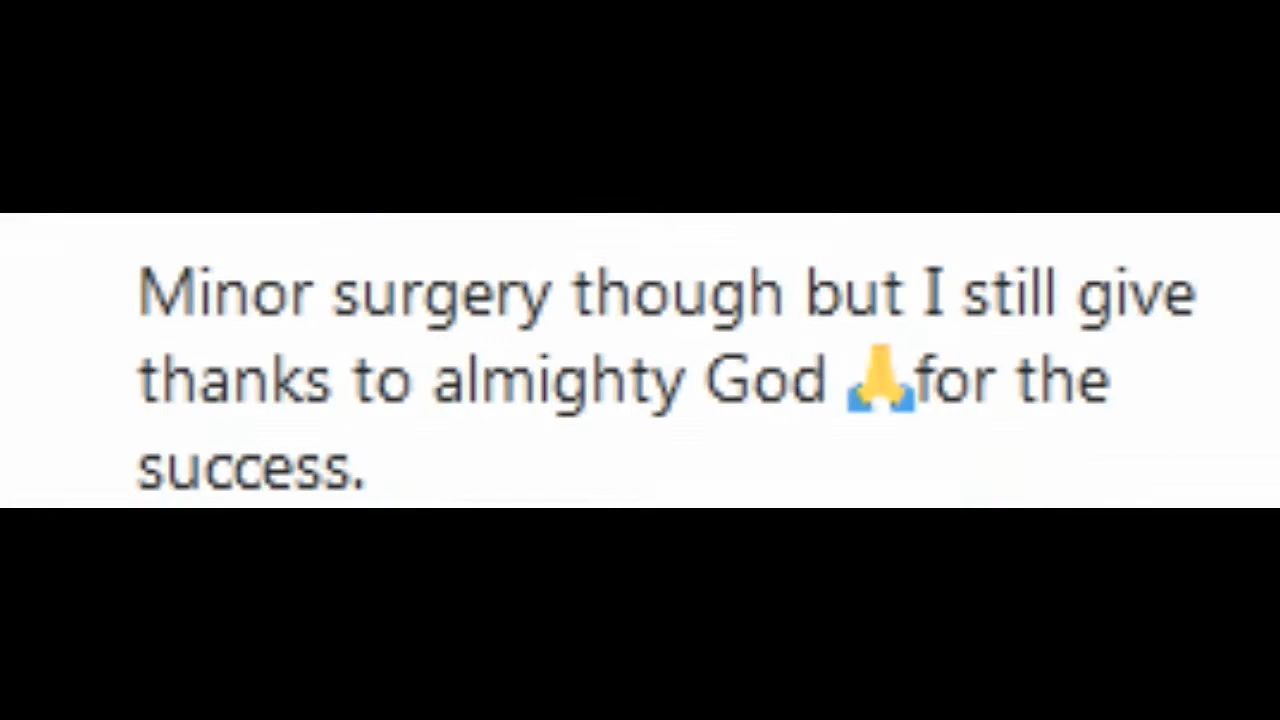 Minor surgery though but I still give
thanks to almighty God 🙏for the
success.